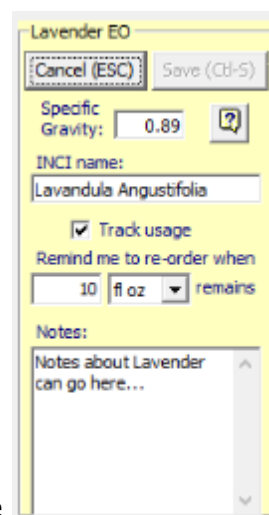 Lavender EO
Cancel (ESC) Save (Ctl-S)
Specific
Gravity: 0.89 ?
INCI name:
Lavandula Angustifolia
Track usage
Remind me to re-order when
10 fl oz remains
Notes:
Notes about Lavender
can go here...